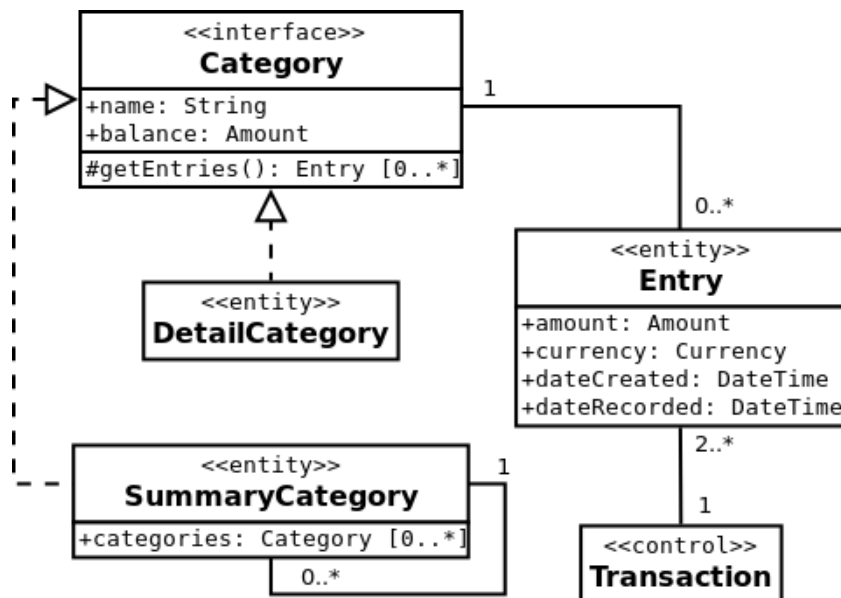 <<interface>>
Category
+name: String
+balance: Amount
#getEntries(): Entry [0..*]
1
0..*
<<entity>>
DetailCategory
<<entity>>
Entry
+amount: Amount
+currency: Currency
+dateCreated: DateTime
+dateRecorded: DateTime
2..*
1
<<entity>>
SummaryCategory
+categories: Category [0..*]
1
0..*
<<control>>
Transaction